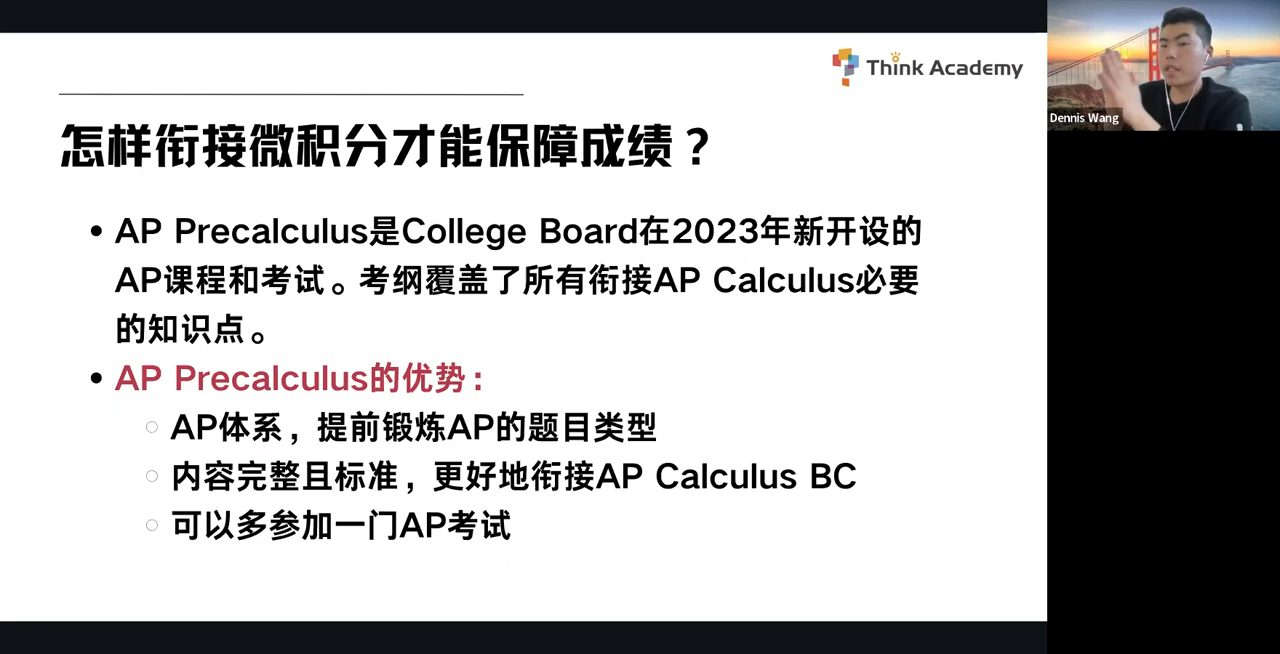 Think Academy
Dennis Wang
怎样衔接微积分才能保障成绩？
AP Precalculus是College Board在2023年新开设的
AP课程和考试。考纲覆盖了所有衔接AP Calculus必要
的知识点。
AP Precalculus的优势：
AP体系，提前锻炼AP的题目类型
内容完整且标准，更好地衔接AP Calculus BC
可以多参加一门AP考试